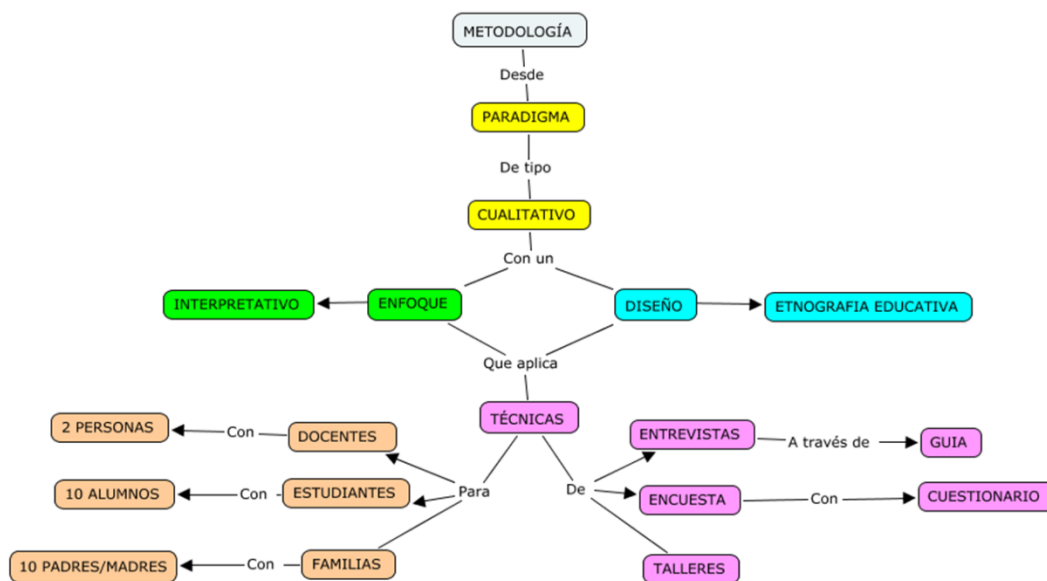 METODOLOGÍA
Desde
PARADIGMA
De tipo
CUALITATIVO
Con un
INTERPRETATIVO
ENFOQUE
DISEÑO
ETNOGRAFIA EDUCATIVA
Que aplica
TÉCNICAS
2 PERSONAS
Con
DOCENTES
10 ALUMNOS
Con
ESTUDIANTES
Para
10 PADRES/MADRES
Con
FAMILIAS
De
ENTREVISTAS
A través de
GUIA
ENCUESTA
Con
CUESTIONARIO
TALLERES